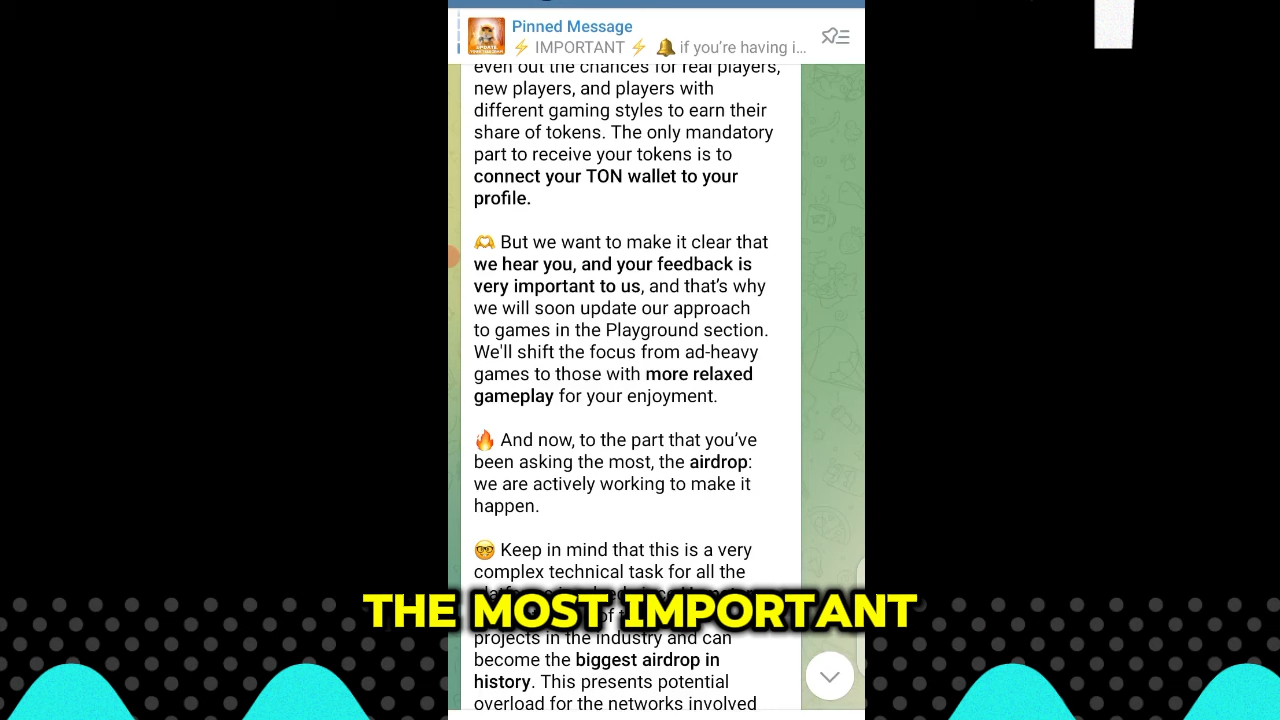 Pinned Message
⚡ IMPORTANT ⚡ 🔔 if you're having i...
UPDATE
even out the chances for real players,
new players, and players with
different gaming styles to earn their
share of tokens. The only mandatory
part to receive your tokens is to
connect your TON wallet to your
profile.
🫶 But we want to make it clear that
we hear you, and your feedback is
very important to us, and that's why
we will soon update our approach
to games in the Playground section.
We'll shift the focus from ad-heavy
games to those with more relaxed
gameplay for your enjoyment.
🔥 And now, to the part that you've
been asking the most, the airdrop:
we are actively working to make it
happen.
🤓 Keep in mind that this is a very
complex technical task for all the
THE MOST IMPORTANT
projects in the industry and can
become the biggest airdrop in
history. This presents potential
overload for the networks involved